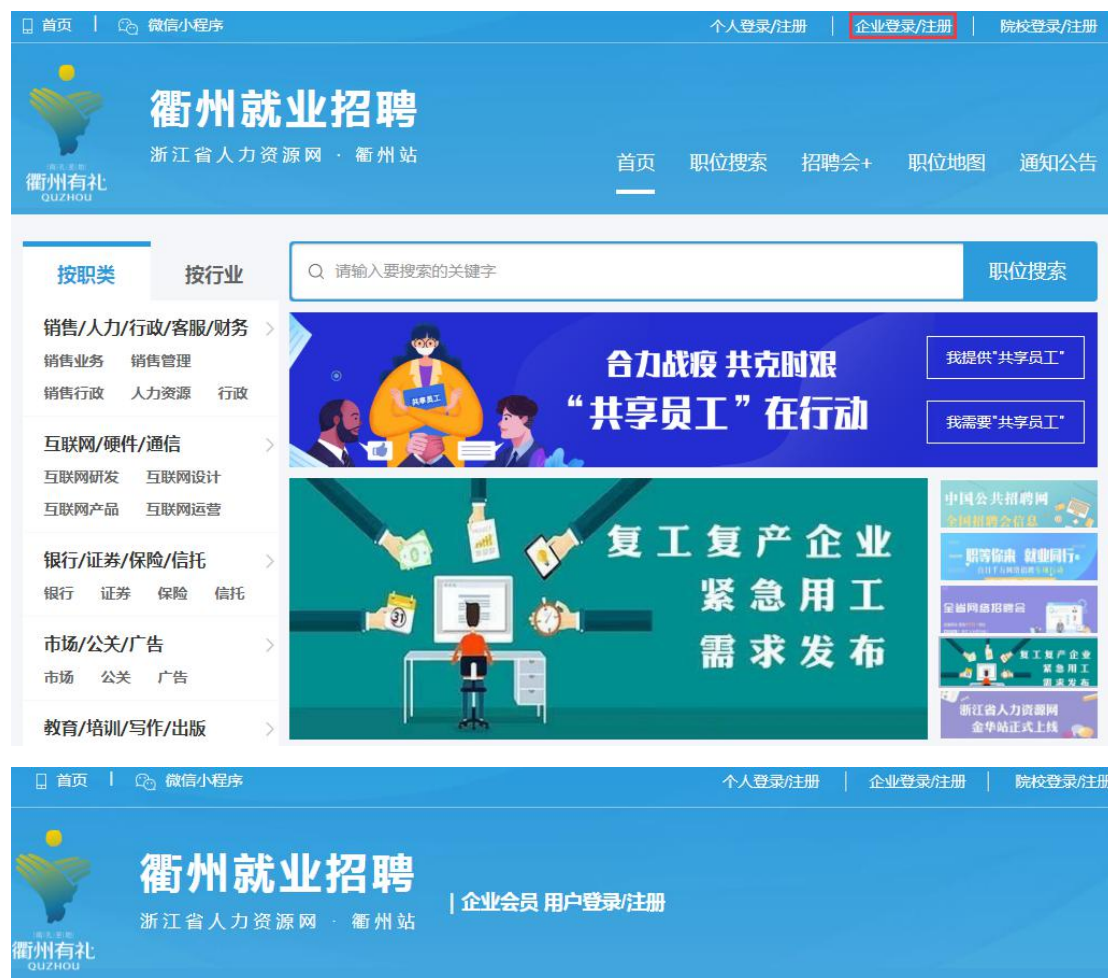 首页 | 微信小程序 个人登录/注册 | 企业登录/注册 | 院校登录/注册
衢州就业招聘
浙江省人力资源网 · 衢州站
衢州有礼
QUZHOU
首页 职位搜索 招聘会+ 职位地图 通知公告
按职类 按行业
请输入要搜索的关键字 职位搜索
销售/人力/行政/客服/财务
销售业务 销售管理
销售行政 人力资源 行政
互联网/硬件/通信
互联网研发 互联网设计
互联网产品 互联网运营
银行/证券/保险/信托
银行 证券 保险 信托
市场/公关/广告
市场 公关 广告
教育/培训/写作/出版
合力战疫 共克时艰
“共享员工”在行动
共享员工
我提供"共享员工"
我需要"共享员工"
31
复工复产企业
紧急用工
需求发布
中国公共招聘网
全国招聘会信息
职等你来 就业同行
百日千万网络招聘专项行动
全省网络招聘会
复工复产企业
紧急用工
需求发布
浙江省人力资源网
金华站正式上线
首页 | 微信小程序 个人登录/注册 | 企业登录/注册 | 院校登录/注册
衢州就业招聘
浙江省人力资源网 · 衢州站
| 企业会员 用户登录/注册
衢州有礼
QUZHOU